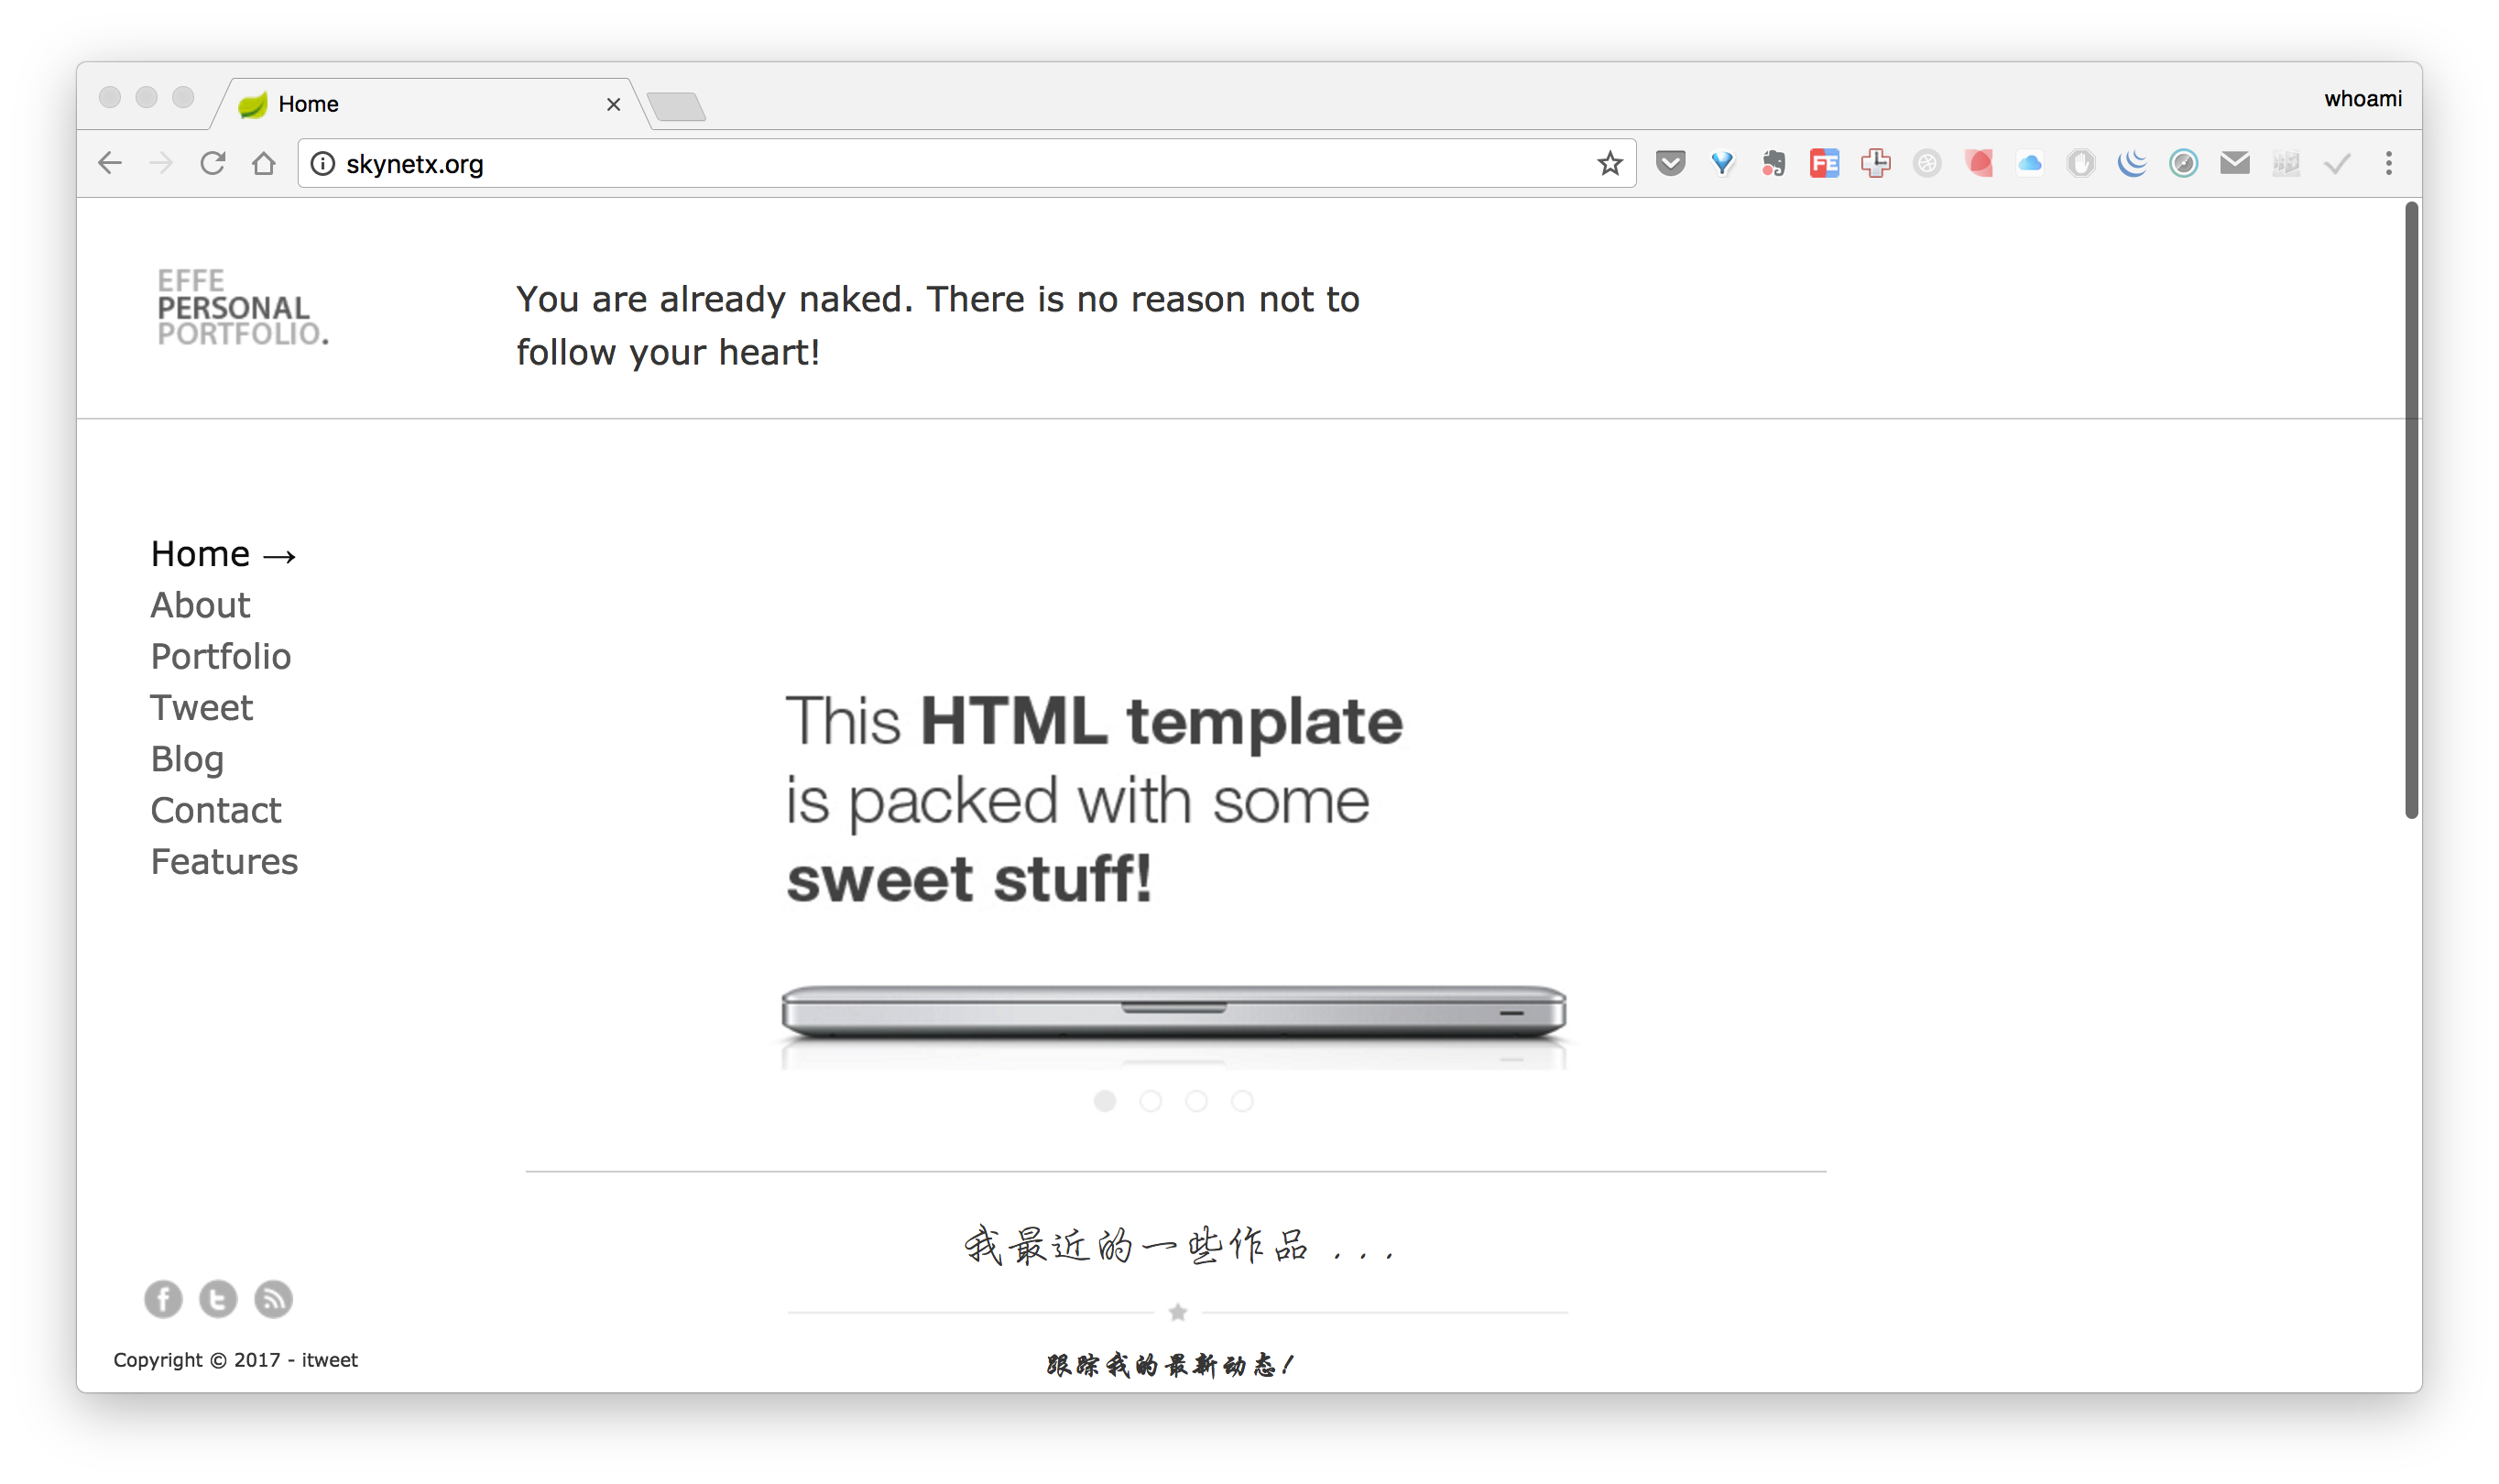 Home
whoami
skynetx.org
EFFE
PERSONAL
PORTFOLIO.
You are already naked. There is no reason not to
follow your heart!
Home →
About
Portfolio
Tweet
Blog
Contact
Features
This HTML template
is packed with some
sweet stuff!
我最近的一些作品 ...
跟踪我的最新动态!
Copyright © 2017 - itweet